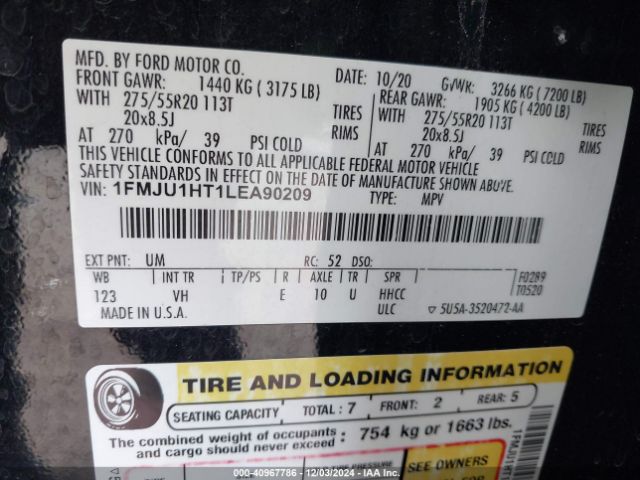 MFD. BY FORD MOTOR CO.
DATE: 10/20 GVWR: 3266 KG ( 7200 LB)
FRONT GAWR: 1440 KG ( 3175 LB)
REAR GAWR: 1905 KG ( 4200 LB)
WITH 275/55R20 113T TIRES
WITH 275/55R20 113T TIRES
20x8.5J RIMS
20x8.5J RIMS
AT 270 kPa/ 39 PSI COLD
AT 270 kPa/ 39 PSI COLD
THIS VEHICLE CONFORMS TO ALL APPLICABLE FEDERAL MOTOR VEHICLE
SAFETY STANDARDS IN EFFECT ON THE DATE OF MANUFACTURE SHOWN ABOVE.
VIN: 1FMJU1HT1LEA90209
TYPE: MPV
EXT PNT: UM RC: 52 DSO:
WB INT TR TP/PS R AXLE TR SPR
F0289
123 VH E 10 U HHCC
T0520
MADE IN U.S.A. ULC ▽ 5U5A-3520472-AA
TIRE AND LOADING INFORMATION
SEATING CAPACITY TOTAL : 7 FRONT: 2 REAR: 5
The combined weight of occupants
and cargo should never exceed : 754 kg or 1663 lbs.
SEE OWNERS
000-40967786 - 12/03/2024 - IAAI.com